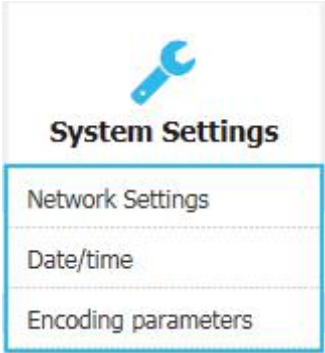 System Settings
Network Settings
Date/time
Encoding parameters